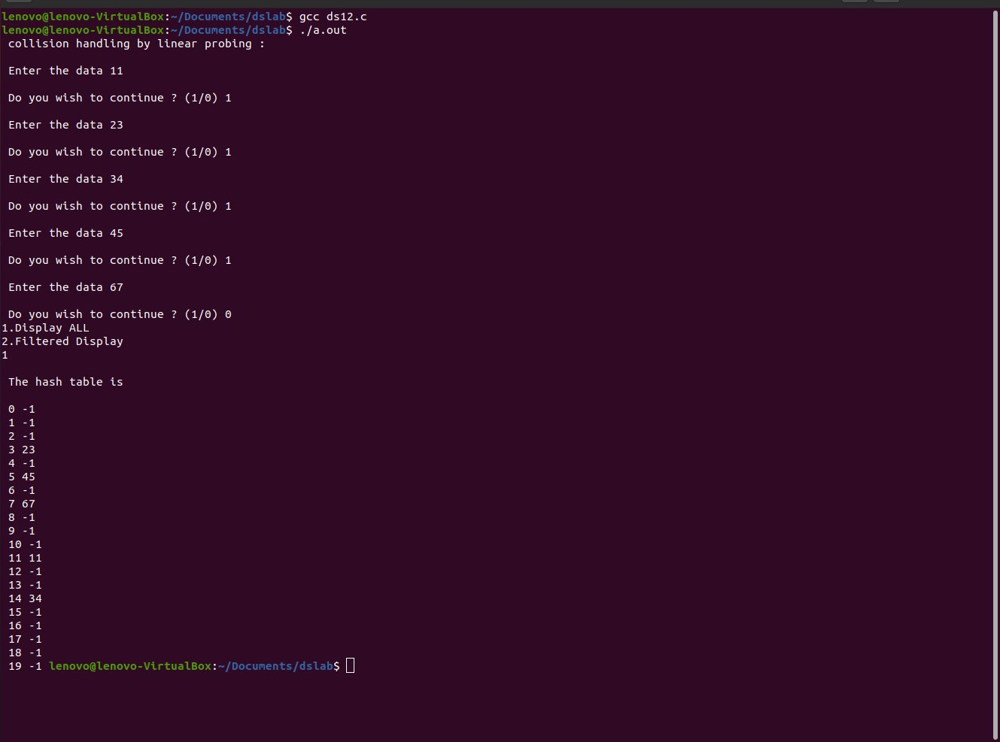 lenovo@lenovo-VirtualBox:~/Documents/dslab$ gcc ds12.c
lenovo@lenovo-VirtualBox:~/Documents/dslab$ ./a.out
collision handling by linear probing :
Enter the data 11
Do you wish to continue ? (1/0) 1
Enter the data 23
Do you wish to continue ? (1/0) 1
Enter the data 34
Do you wish to continue ? (1/0) 1
Enter the data 45
Do you wish to continue ? (1/0) 1
Enter the data 67
Do you wish to continue ? (1/0) 0
1.Display ALL
2.Filtered Display
1
The hash table is
0 -1
1 -1
2 -1
3 23
4 -1
5 45
6 -1
7 67
8 -1
9 -1
10 -1
11 11
12 -1
13 -1
14 34
15 -1
16 -1
17 -1
18 -1
19 -1 lenovo@lenovo-VirtualBox:~/Documents/dslab$